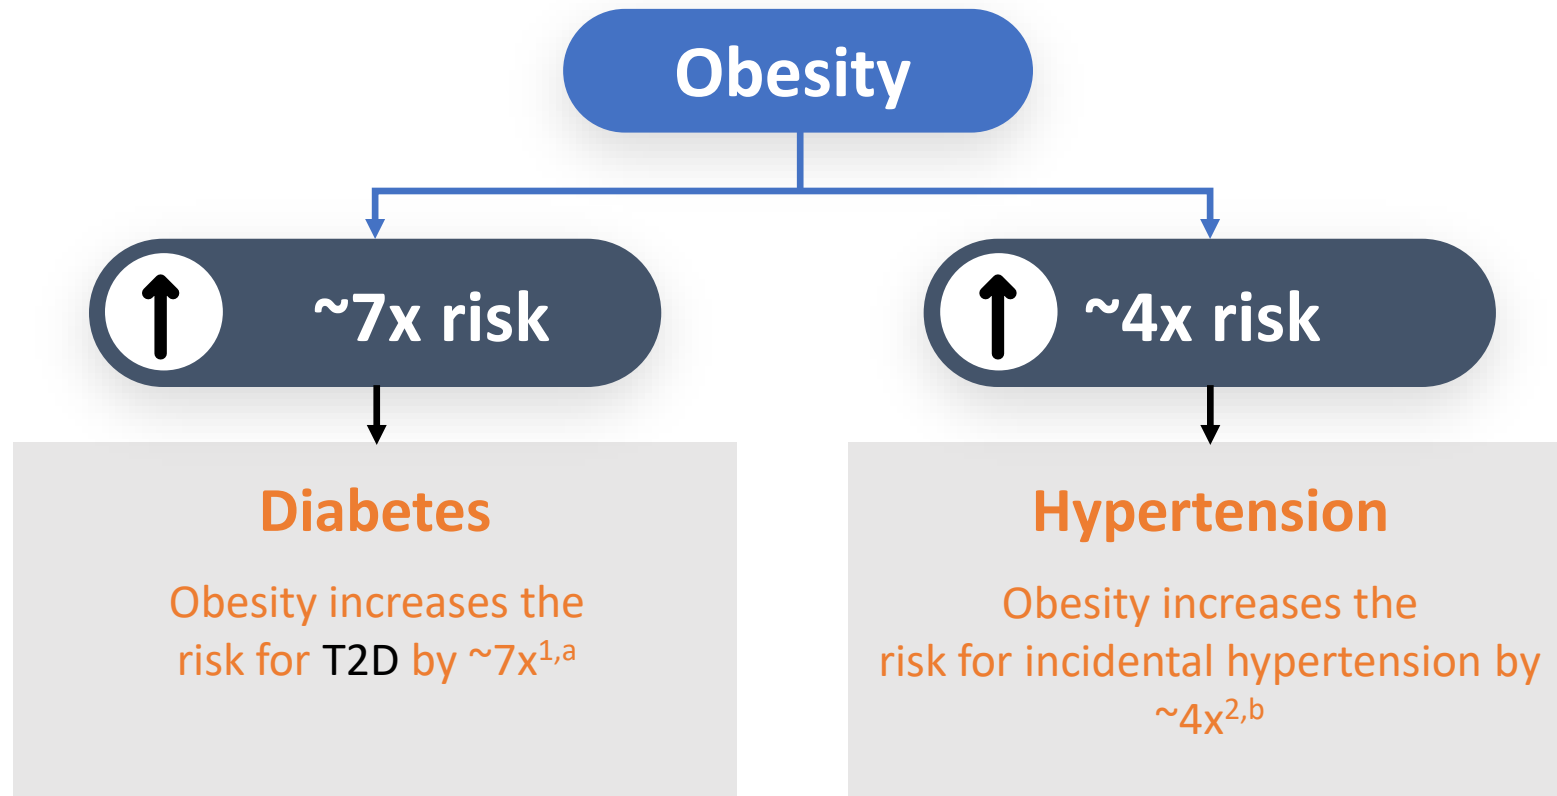 Obesity
~7x risk
~4x risk
Diabetes
Obesity increases the
risk for T2D by ~7x1,a
Hypertension
Obesity increases the
risk for incidental hypertension by
~4x2,b